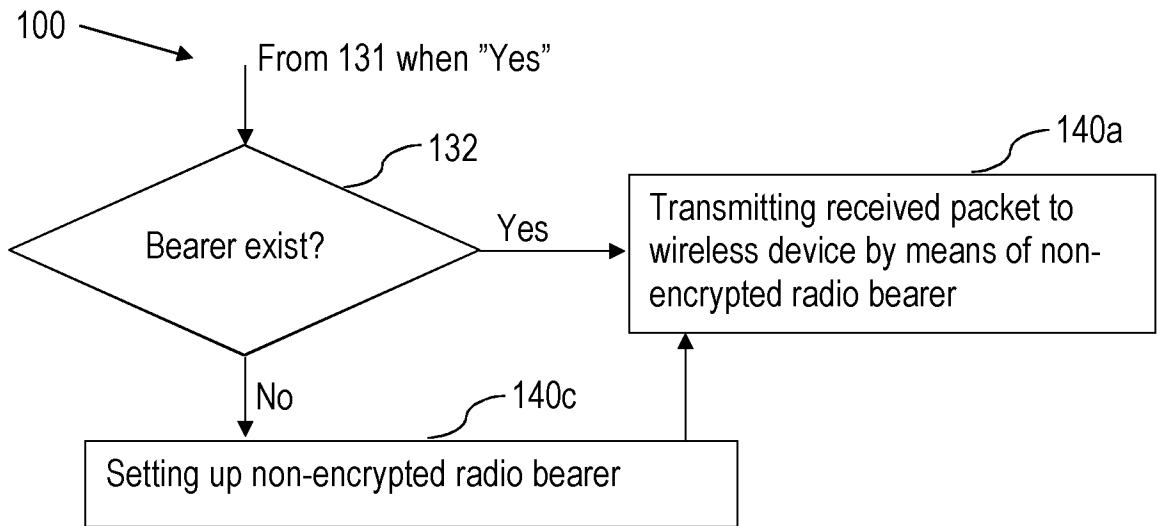 100
From 131 when ”Yes”
132
140a
Bearer exist?
Yes
Transmitting received packet to
wireless device by means of non-
encrypted radio bearer
No
140c
Setting up non-encrypted radio bearer